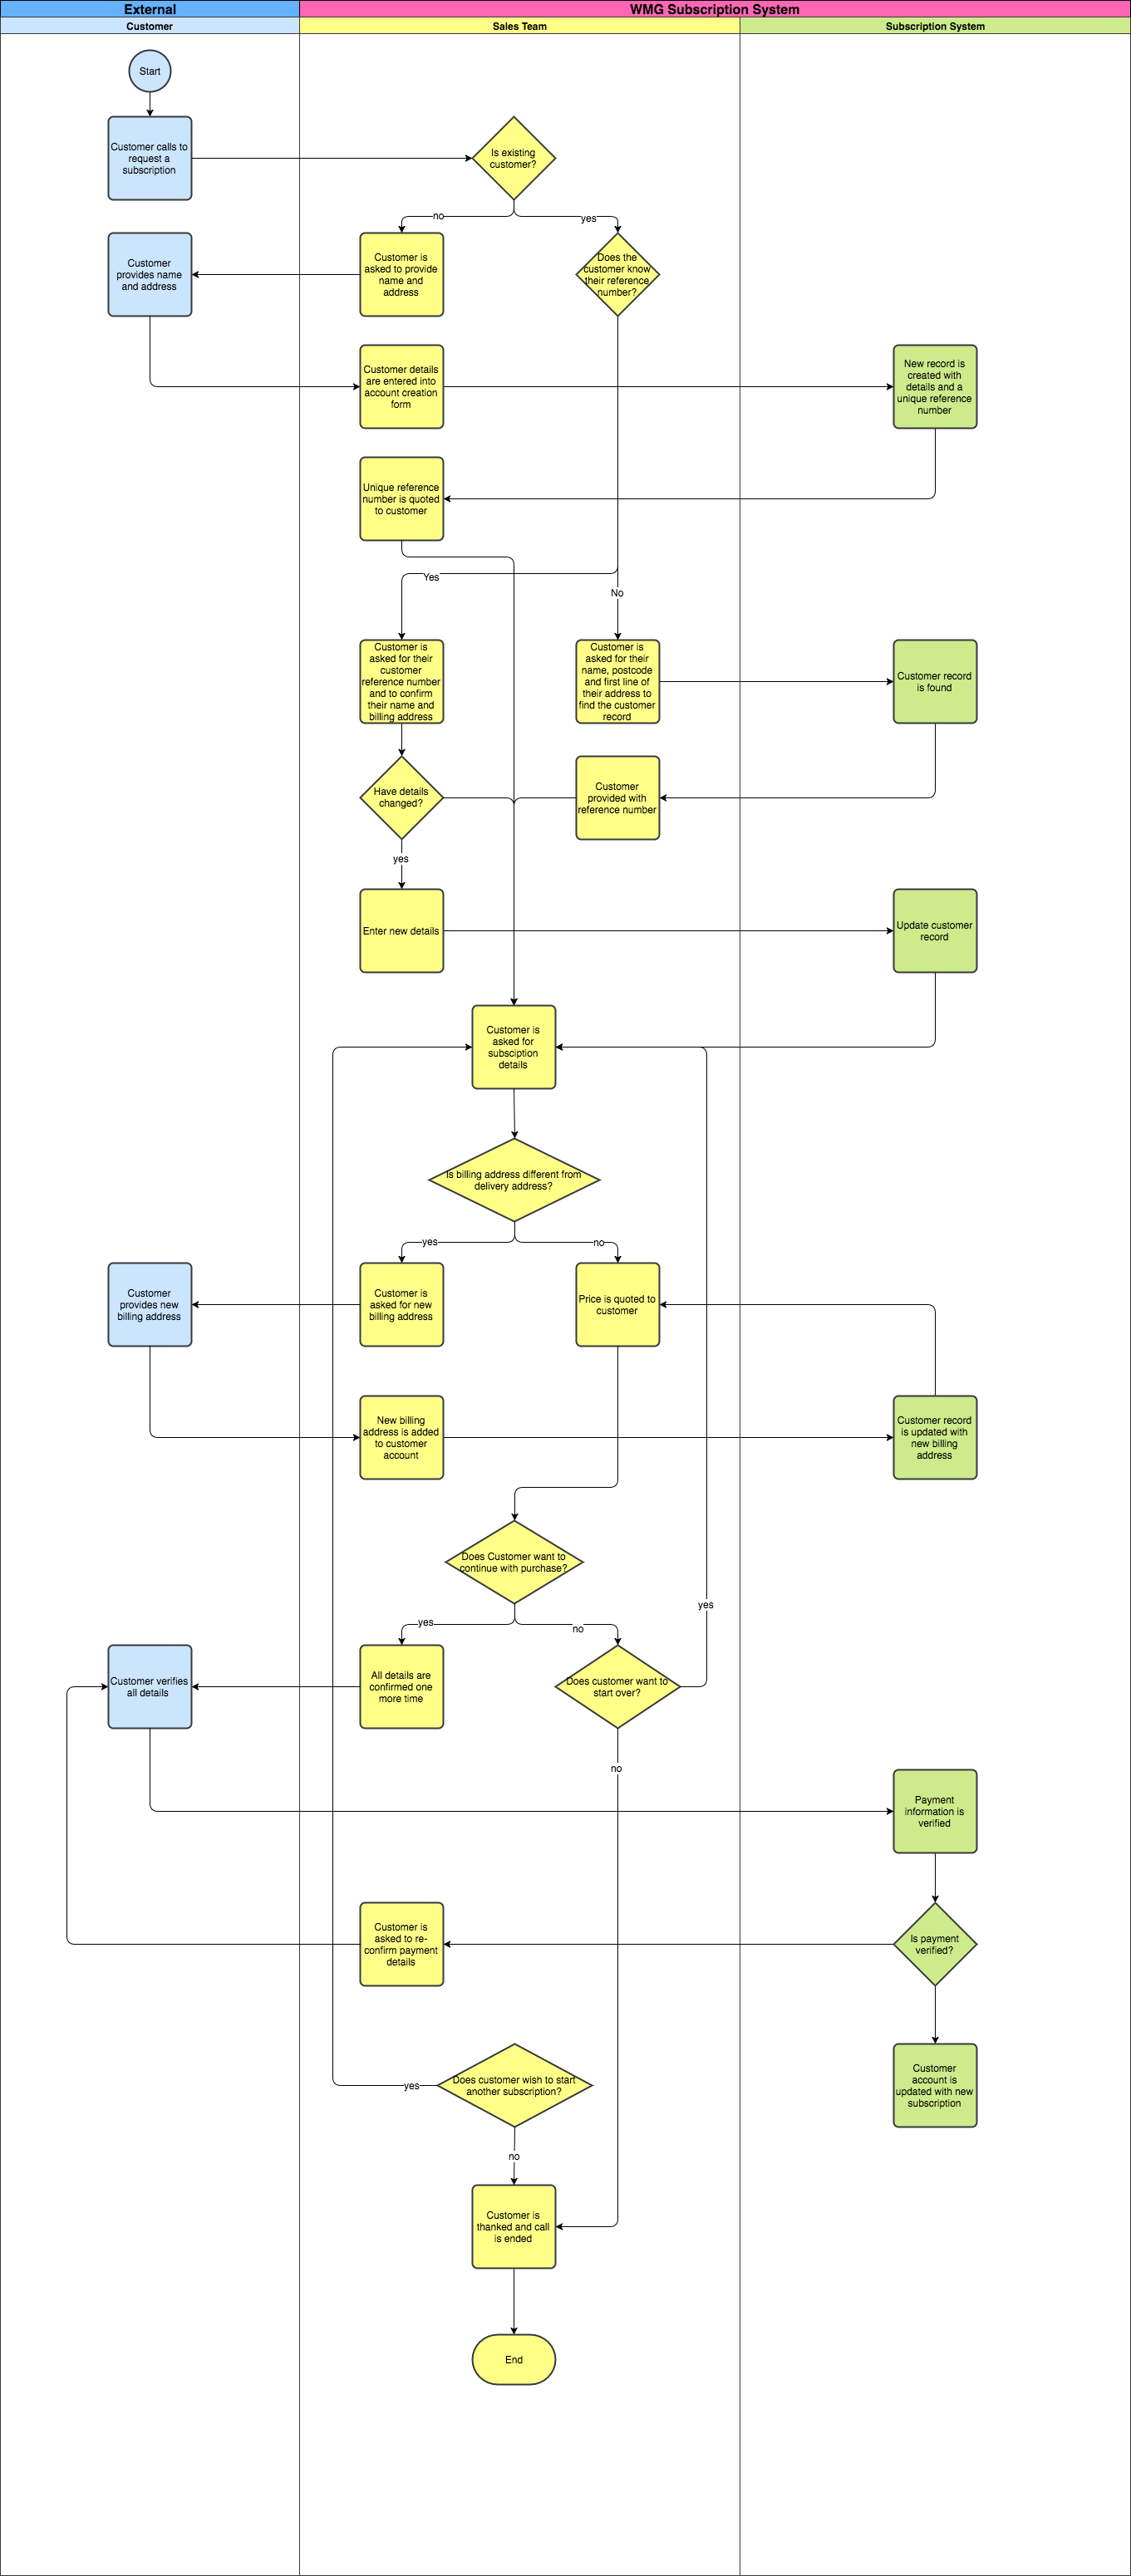 External
WMG Subscription System
Customer
Sales Team
Subscription System
Start
Customer calls to
request a
subscription
Is existing
customer?
no
yes
Customer
provides name
and address
Customer is
asked to provide
name and
address
Does the
customer know
their reference
number?
Customer details
are entered into
account creation
form
New record is
created with
details and a
unique reference
number
Unique reference
number is quoted
to customer
Yes
No
Customer is
asked for their
customer
reference number
and to confirm
their name and
billing address
Customer is
asked for their
name, postcode
and first line of
their address to
find the customer
record
Customer record
is found
Have details
changed?
Customer
provided with
reference number
yes
Enter new details
Update customer
record
Customer is
asked for
subsciption
details
Is billing address different from
delivery address?
yes
no
Customer
provides new
billing address
Customer is
asked for new
billing address
Price is quoted to
customer
New billing
address is added
to customer
account
Customer record
is updated with
new billing
address
Does Customer want to
continue with purchase?
yes
yes
no
Customer verifies
all details
All details are
confirmed one
more time
Does customer want to
start over?
no
Payment
information is
verified
Customer is
asked to re-
confirm payment
details
Is payment
verified?
Does customer wish to start
another subscription?
yes
Customer
account is
updated with new
subscription
no
Customer is
thanked and call
is ended
End